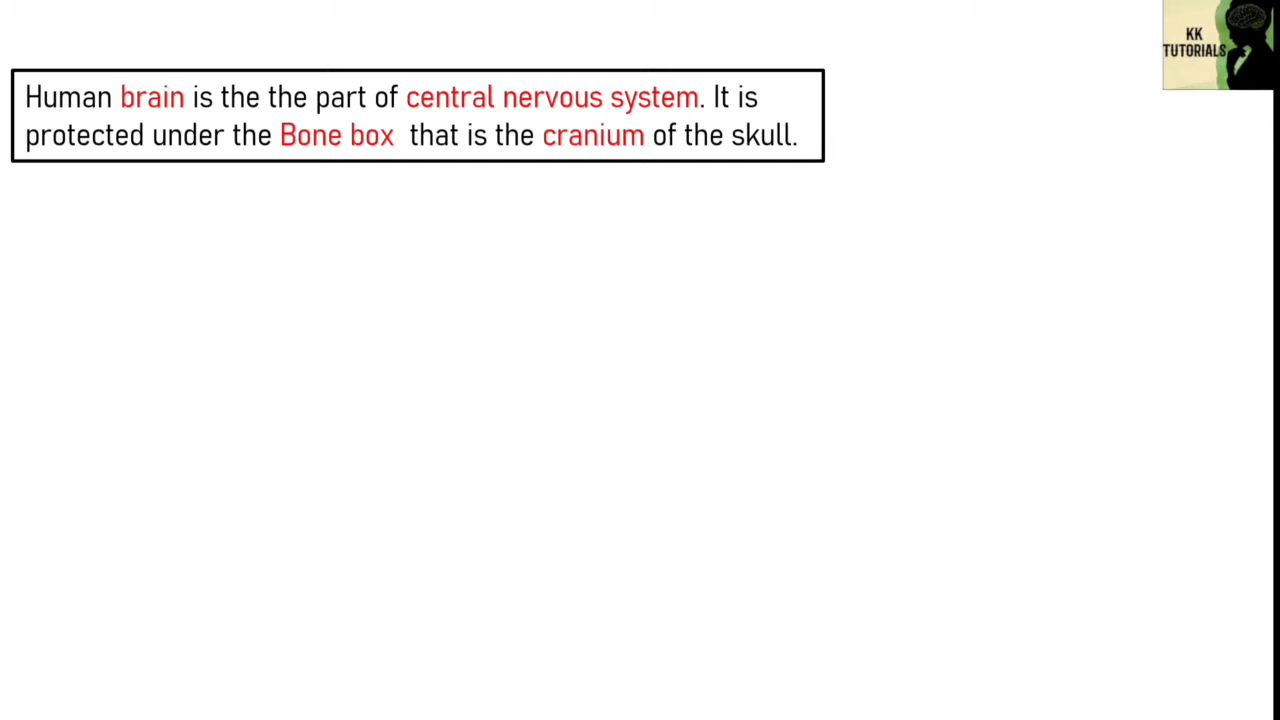 KK
TUTORIALS
Human brain is the the part of central nervous system. It is
protected under the Bone box that is the cranium of the skull.